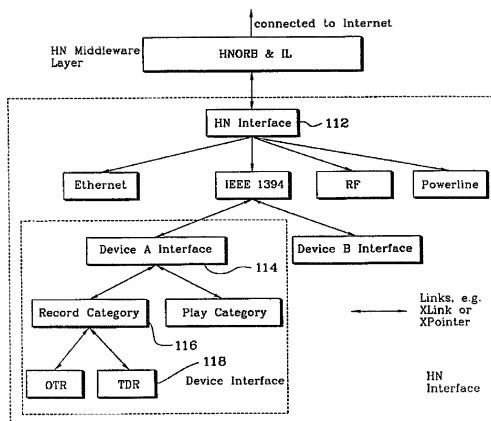 connected to Internet
HN Middleware
Layer
HNORB & IL
HN Interface
112
Ethernet
IEEE 1394
RF
Powerline
Device A Interface
Device B Interface
114
Record Category
Play Category
116
Links, e.g.
XLink or
XPointer
118
OTR
TDR
Device Interface
HN
Interface